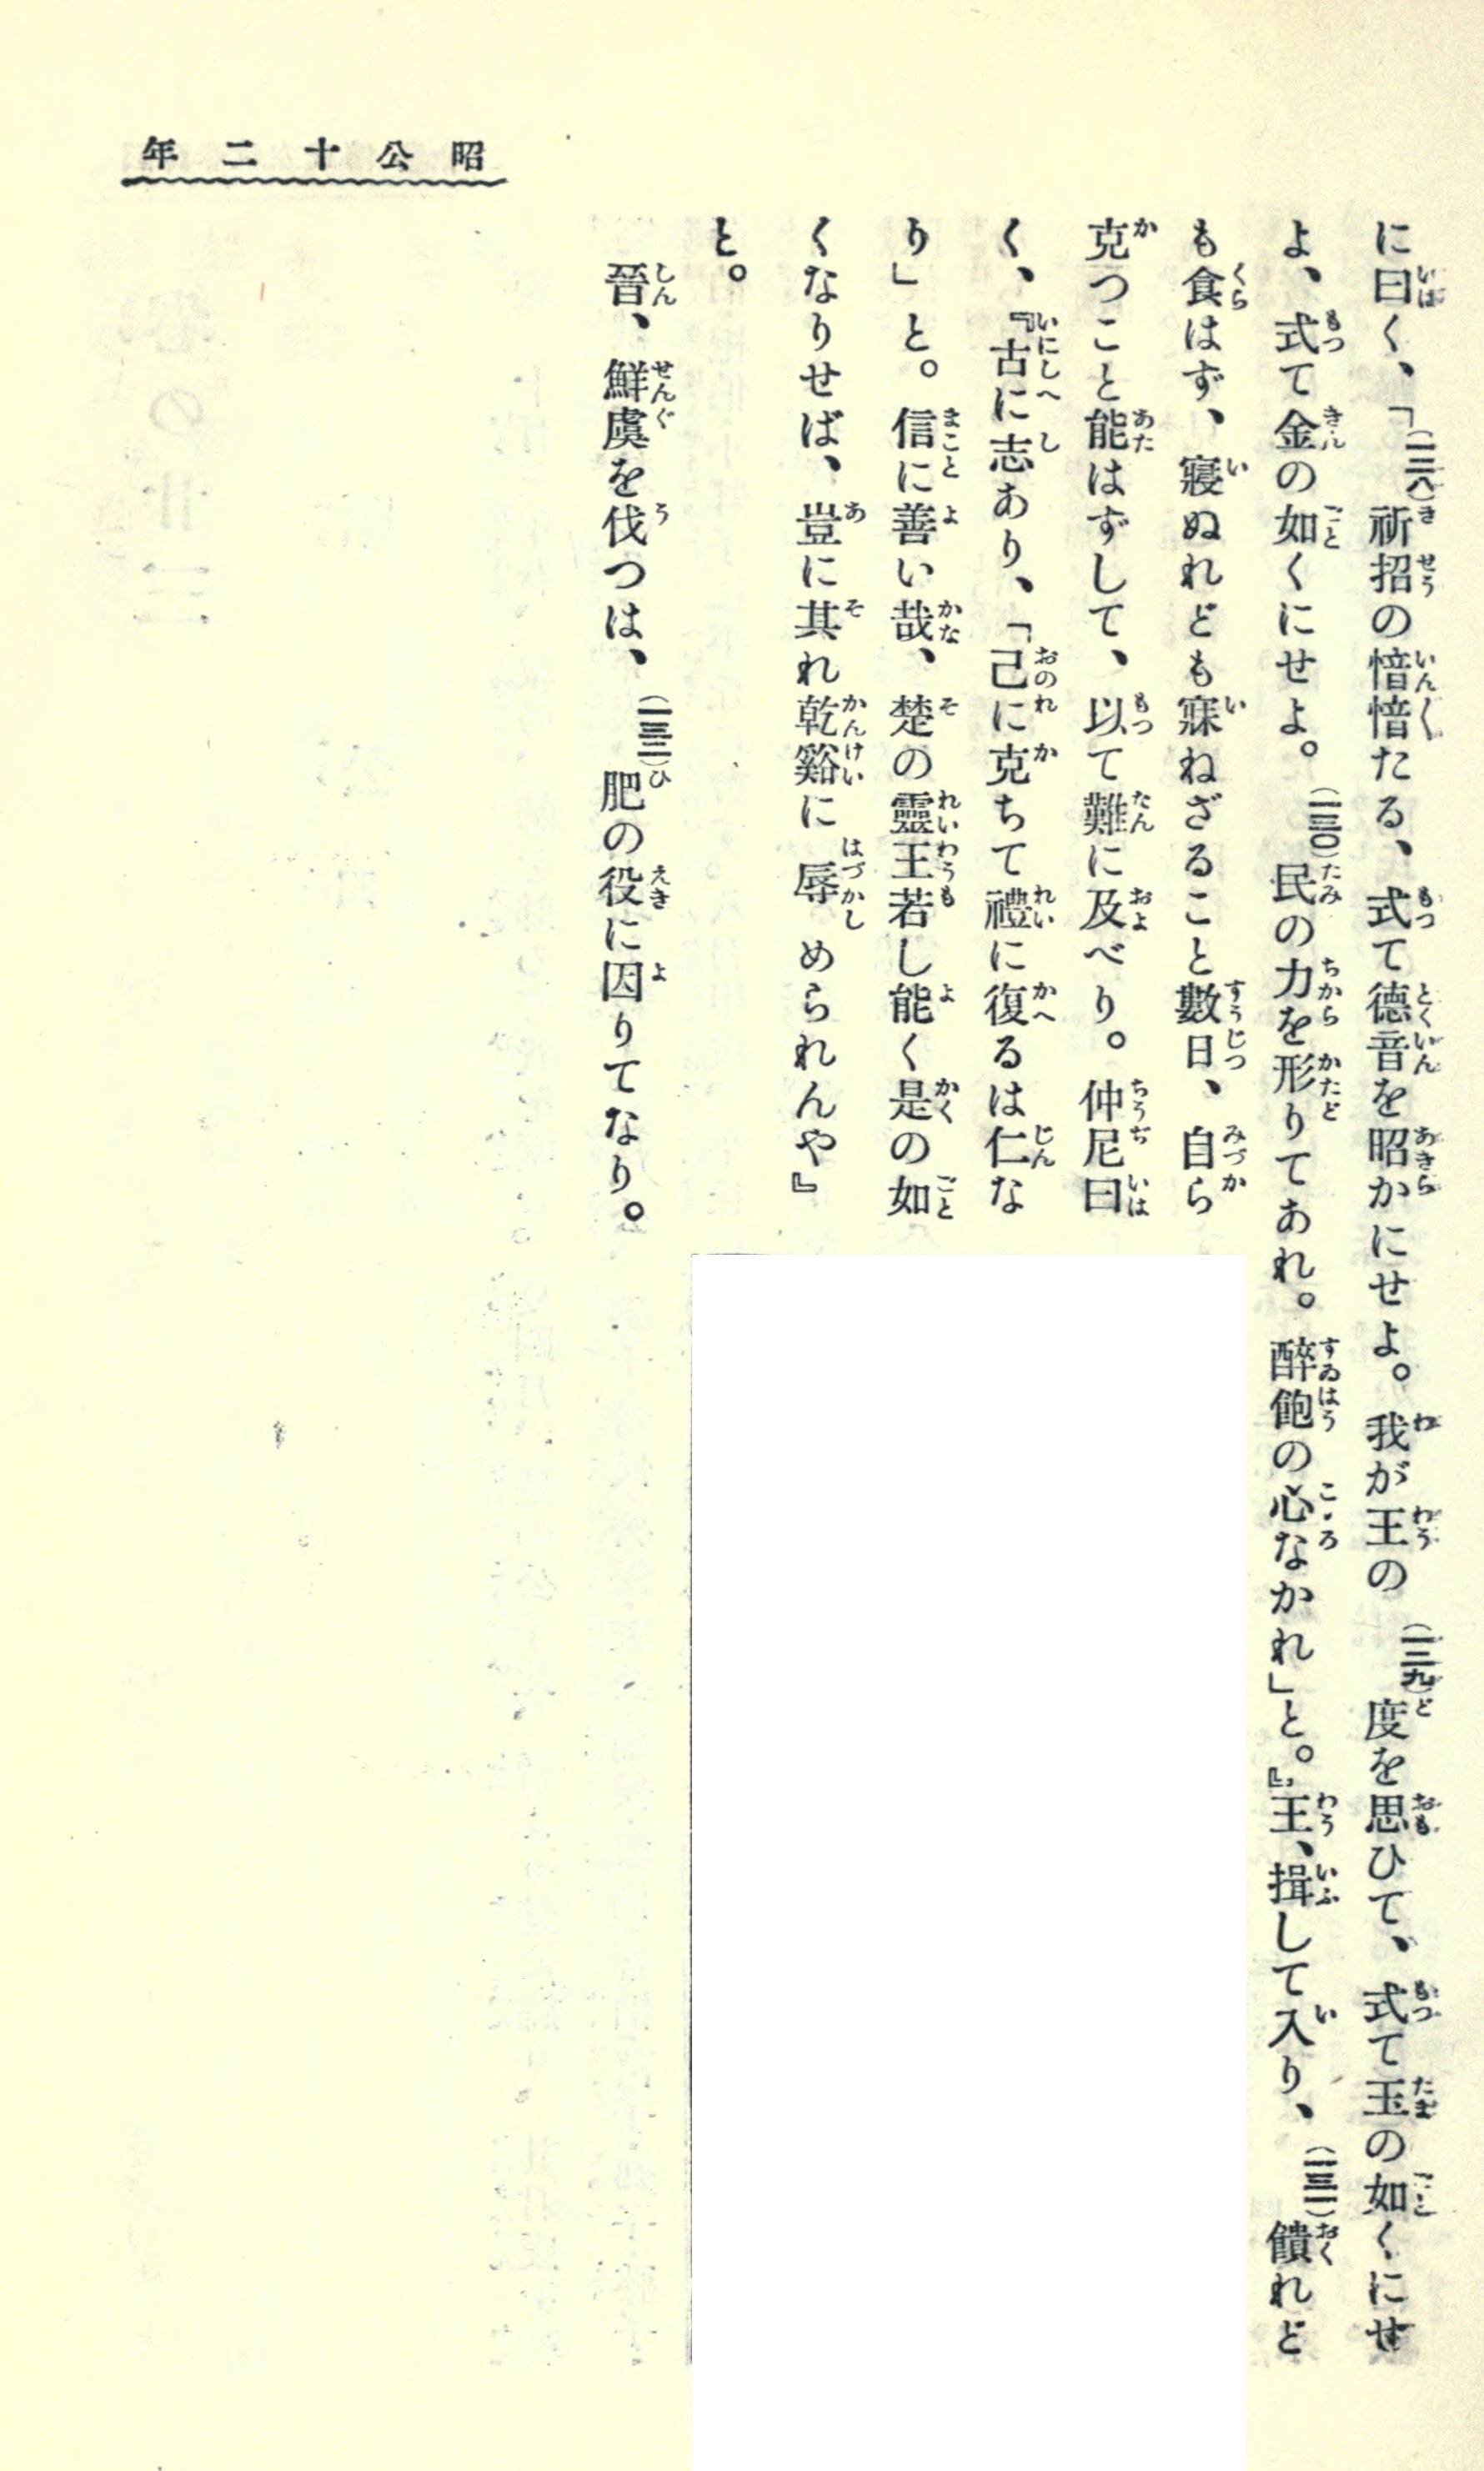 昭公十二年
に曰く、「(一二八)祈招の愔愔たる、式て德音を昭かにせよ。我が王の(一二九)度を思ひて、式て玉の如くにせ
よ、式て金の如くにせよ。(一三〇)民の力を形りてあれ。醉飽の心なかれ」と。』王、揖して入り、(一三一)饋れど
も食はず、寢ぬれども寐ねざること數日、自ら
克つこと能はずして、以て難に及べり。仲尼曰
く、『古に志あり、「己に克ちて禮に復るは仁な
り」と。信に善い哉、楚の靈王若し能く是の如
くなりせば、豈に其れ乾谿に辱められんや』
と。
晉、鮮虞を伐つは、(一三二)肥の役に因りてなり。